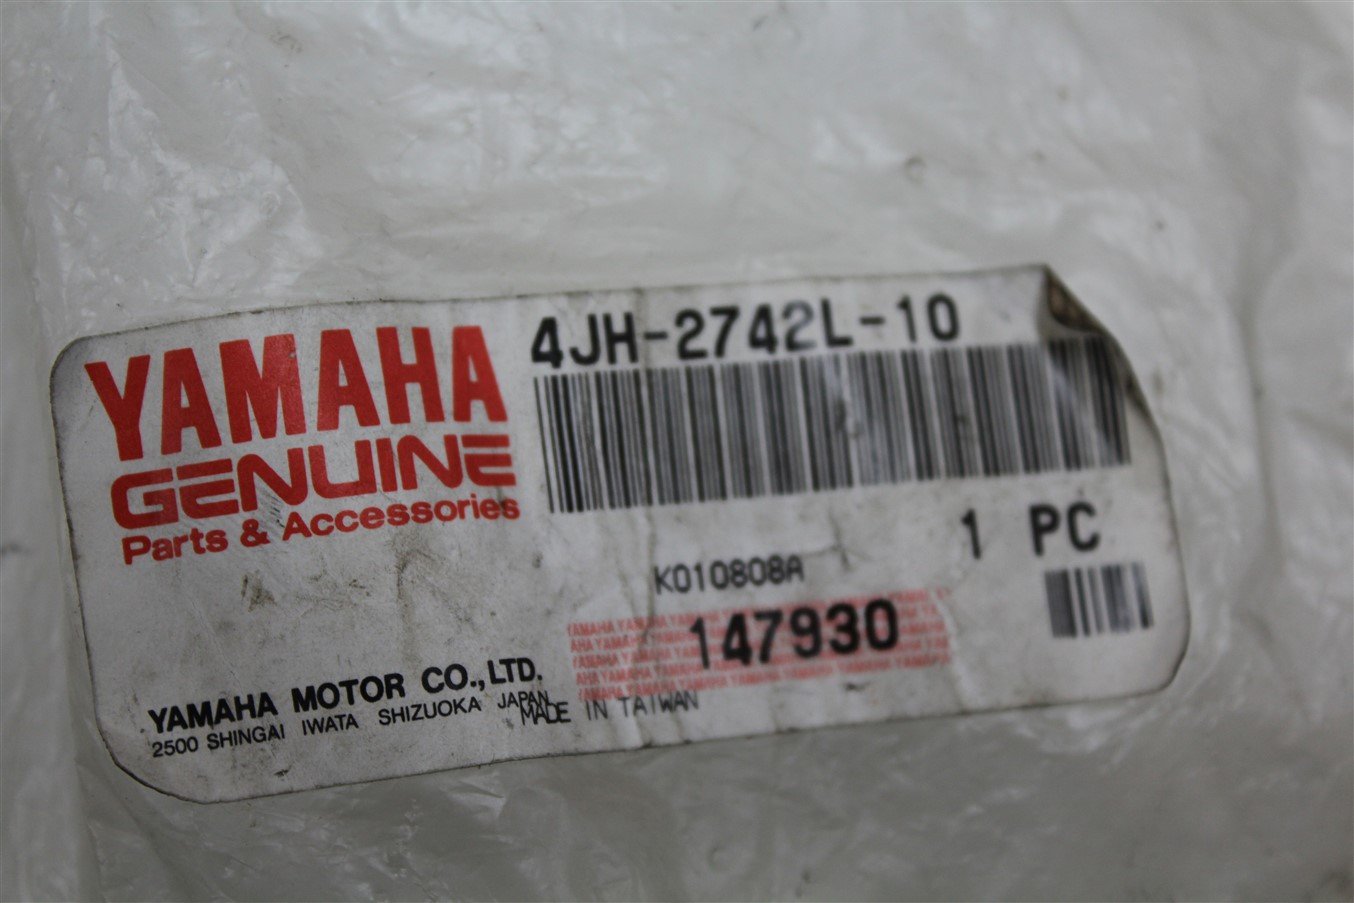 YAMAHA
GENUINE
Parts & Accessories
4JH-2742L-10
1 PC
K010808A
147930
YAMAHA MOTOR CO.,LTD.
2500 SHINGAI IWATA SHIZUOKA JAPAN
MADE IN TAIWAN